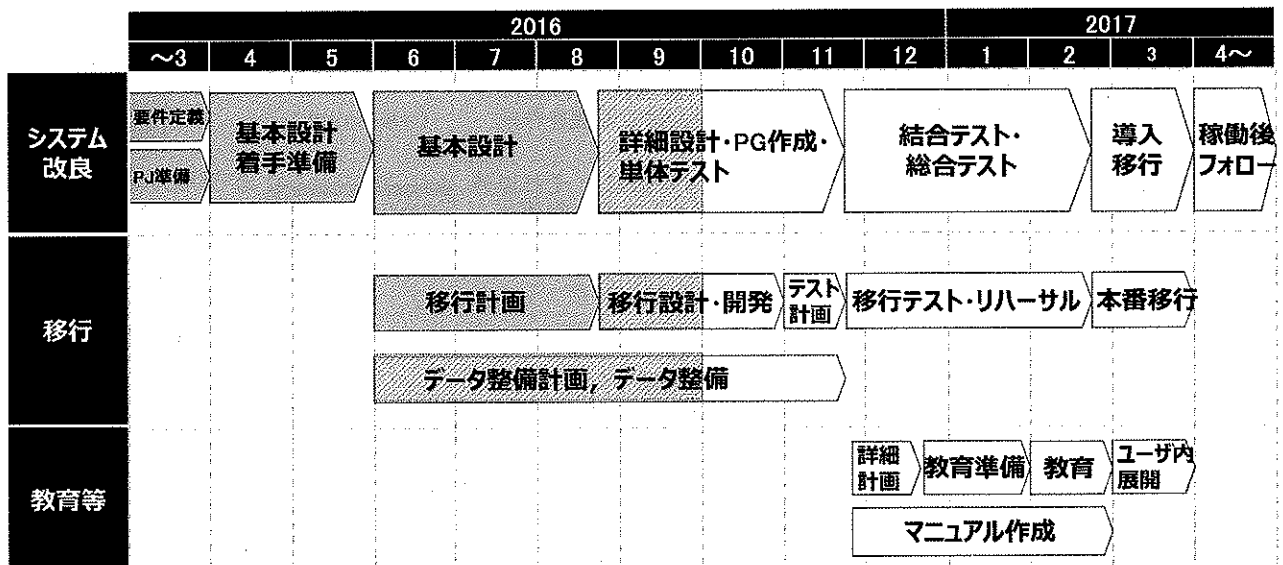 2016
2017
～3
4
5
6
7
8
9
10
11
12
1
2
3
4～
システム
改良
要件定義
PJ準備
基本設計
着手準備
基本設計
詳細設計・PG作成・
単体テスト
結合テスト・
総合テスト
導入
移行
稼働後
フォロー
移行
移行計画
移行設計・開発
テスト
計画
移行テスト・リハーサル
本番移行
データ整備計画，データ整備
教育等
詳細
計画
教育準備
教育
ユーザ内
展開
マニュアル作成